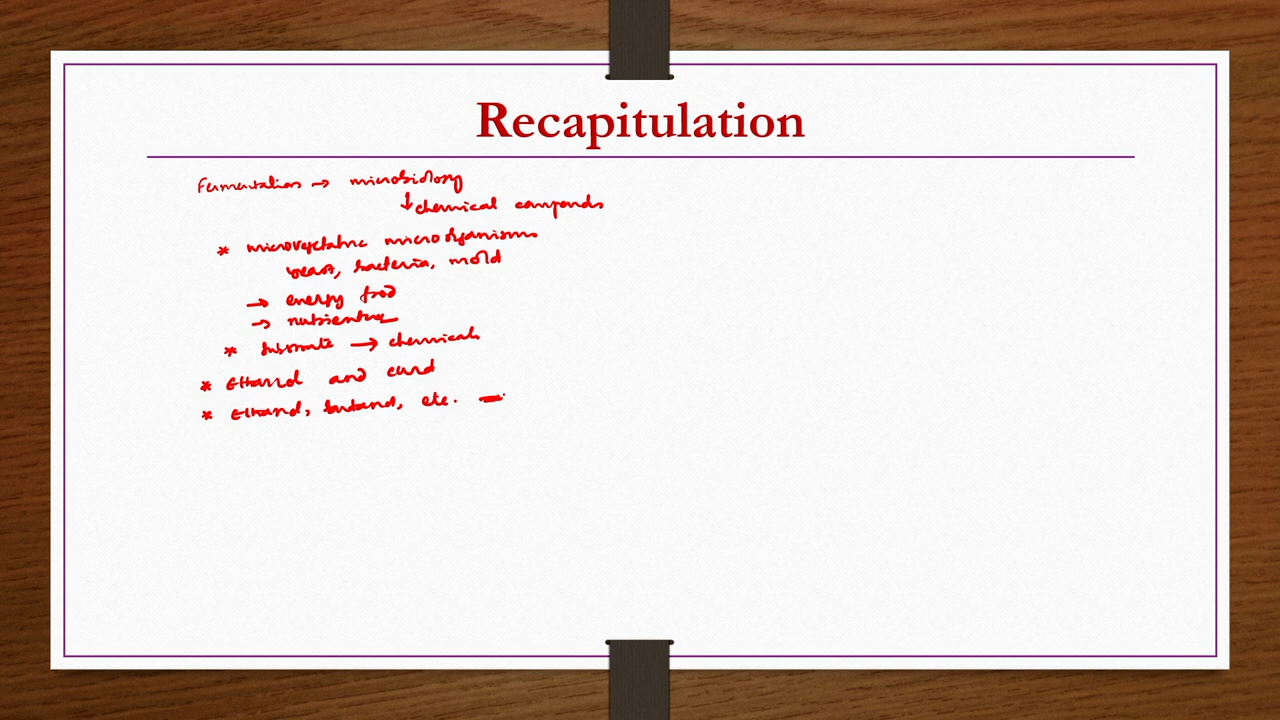 Recapitulation
Fermentation → microbiology
↓ chemical compounds
* microvegetative microorganisms
yeast, bacteria, mold
→ energy food
→ nutrients
* Substrate → chemicals
* Ethanol and curd
* Ethanol, butanol, etc.